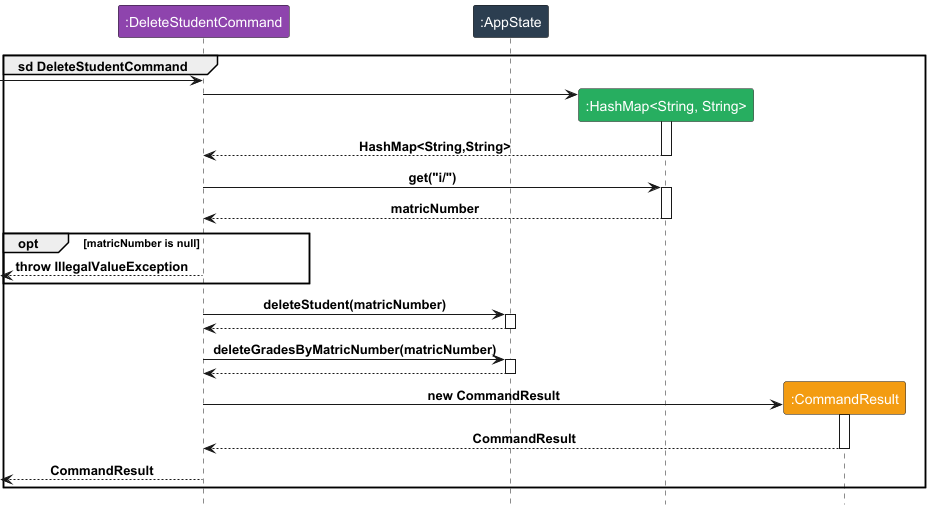 :DeleteStudentCommand
:AppState
sd DeleteStudentCommand
:HashMap<String, String>
HashMap<String,String>
get("i/")
matricNumber
opt
[matricNumber is null]
throw IllegalValueException
deleteStudent(matricNumber)
deleteGradesByMatricNumber(matricNumber)
new CommandResult
:CommandResult
CommandResult
CommandResult